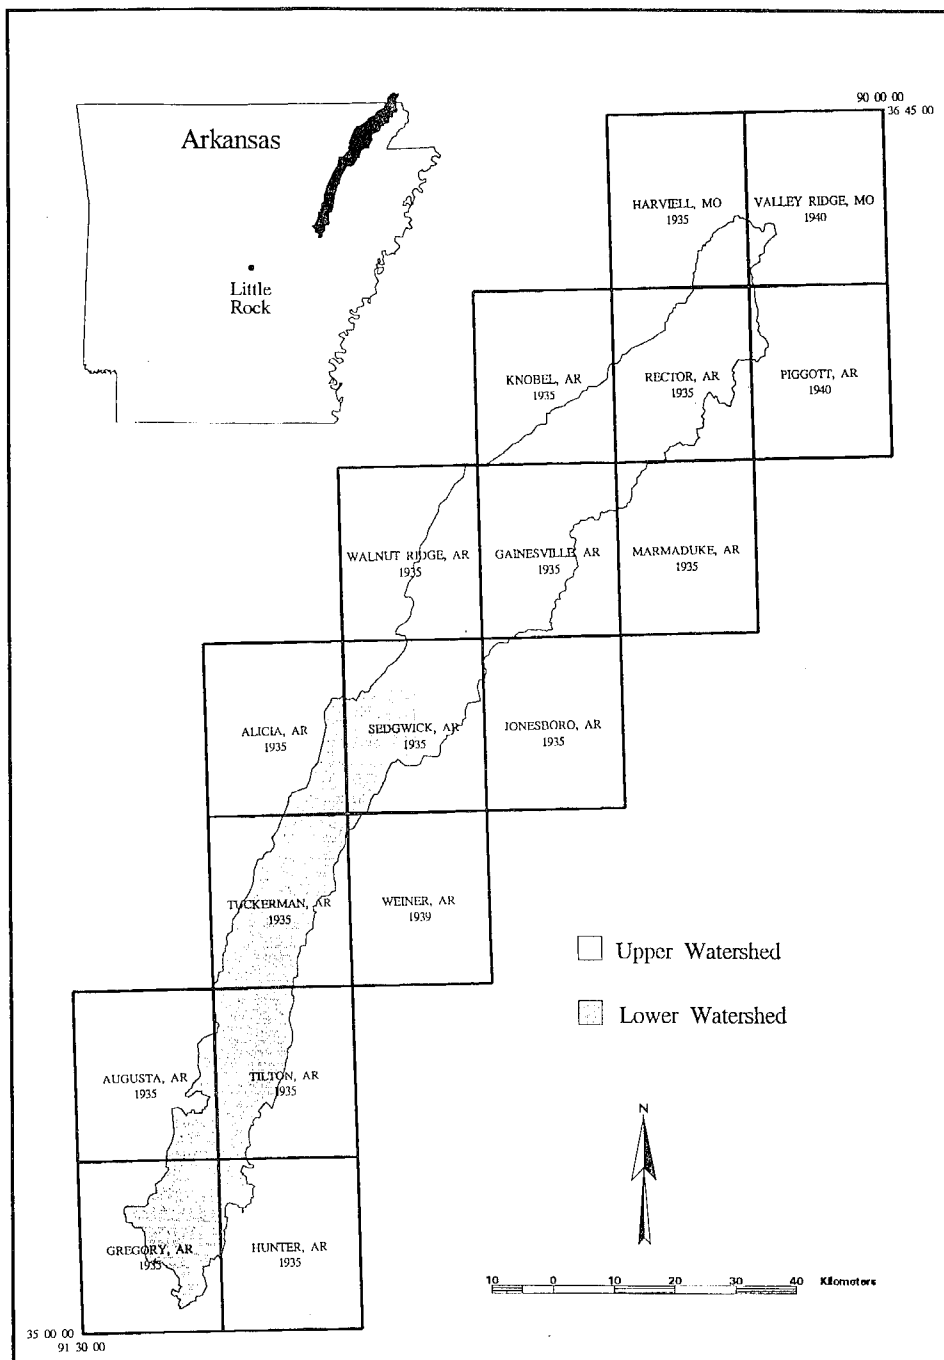 90 00 00
36 45 00
Arkansas
Little
Rock
HARVIELL, MO
1935
VALLEY RIDGE, MO
1940
KNOBEL, AR
1935
RECTOR, AR
1935
PIGGOTT, AR
1940
WALNUT RIDGE, AR
1935
GAINESVILLE, AR
1935
MARMADUKE, AR
1935
ALICIA, AR
1935
SEDGWICK, AR
1935
JONESBORO, AR
1935
TUCKERMAN, AR
1935
WEINER, AR
1939
Upper Watershed
Lower Watershed
AUGUSTA, AR
1935
TILTON, AR
1935
N
GREGORY, AR
1935
HUNTER, AR
1935
10 0 10 20 30 40 Kilometers
35 00 00
91 30 00